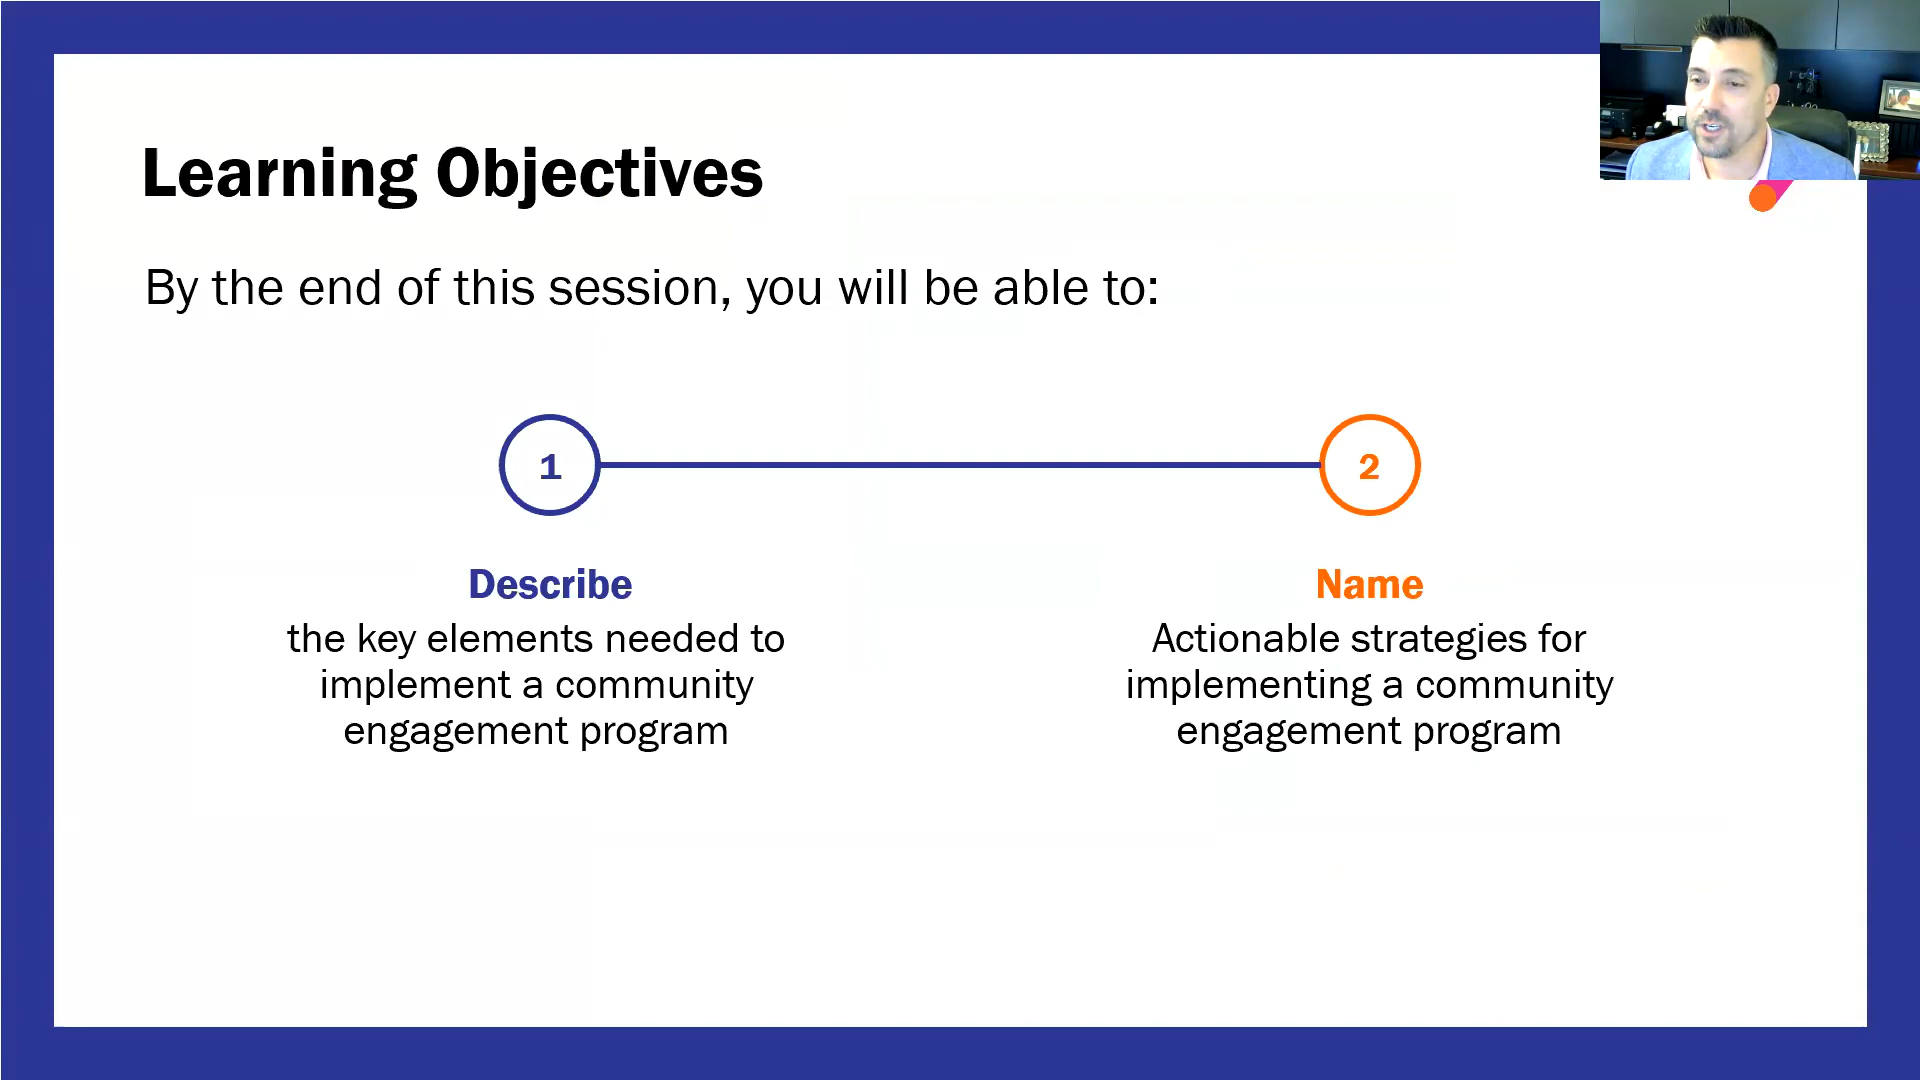 Learning Objectives
By the end of this session, you will be able to:
1
2
Describe
the key elements needed to
implement a community
engagement program
Name
Actionable strategies for
implementing a community
engagement program